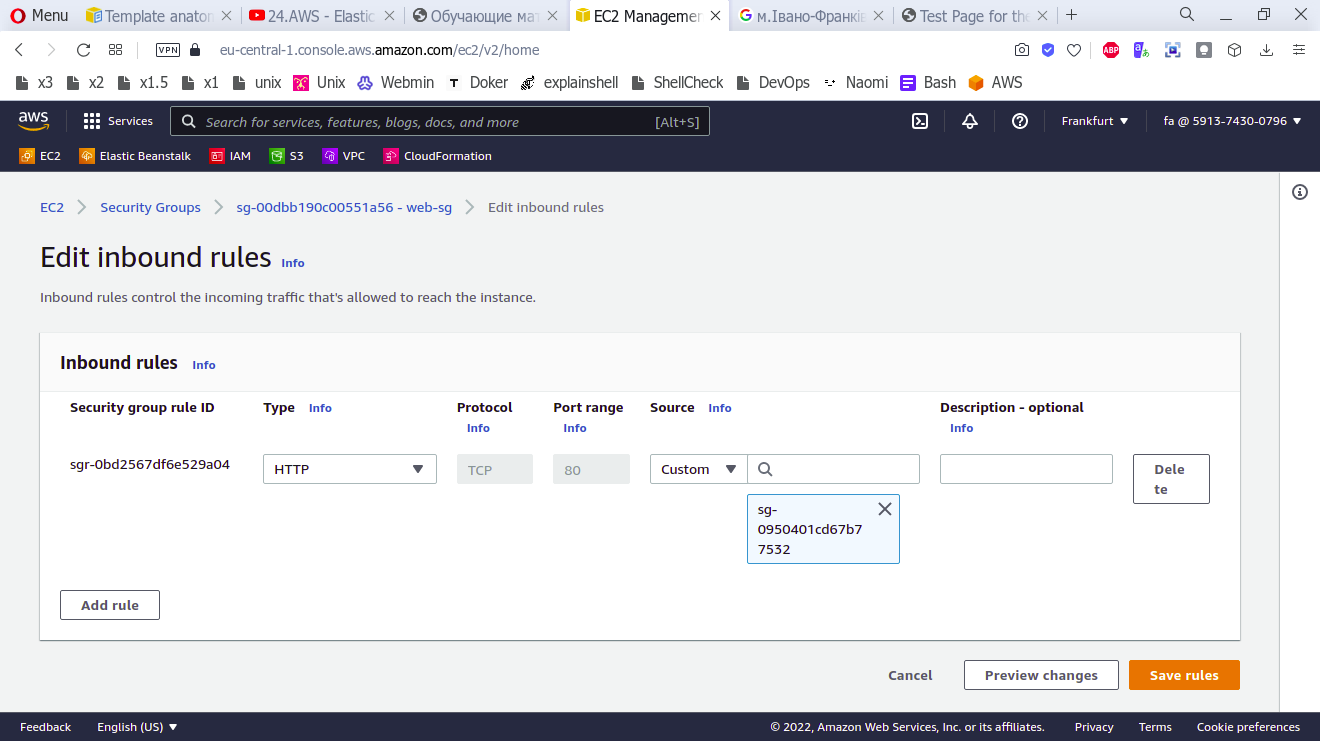 Menu
Template anaton
24.AWS - Elastic
Обучающие мат
EC2 Managemen
м.Івано-Франків
Test Page for the
VPN
eu-central-1.console.aws.amazon.com/ec2/v2/home
ABP
x3
x2
x1.5
x1
unix
Unix
Webmin
T Doker
explainshell
ShellCheck
DevOps
Naomi
Bash
AWS
aws
Services
Search for services, features, blogs, docs, and more
[Alt+S]
Frankfurt
fa @ 5913-7430-0796
EC2
Elastic Beanstalk
IAM
S3
VPC
CloudFormation
EC2
Security Groups
sg-00dbb190c00551a56 - web-sg
Edit inbound rules
Edit inbound rules Info
Inbound rules control the incoming traffic that's allowed to reach the instance.
Inbound rules Info
Security group rule ID
Type Info
Protocol
Info
Port range
Info
Source Info
Description - optional
Info
sgr-0bd2567df6e529a04
HTTP
TCP
80
Custom
Dele
te
sg-
0950401cd67b7
7532
Add rule
Cancel
Preview changes
Save rules
Feedback
English (US)
© 2022, Amazon Web Services, Inc. or its affiliates.
Privacy
Terms
Cookie preferences